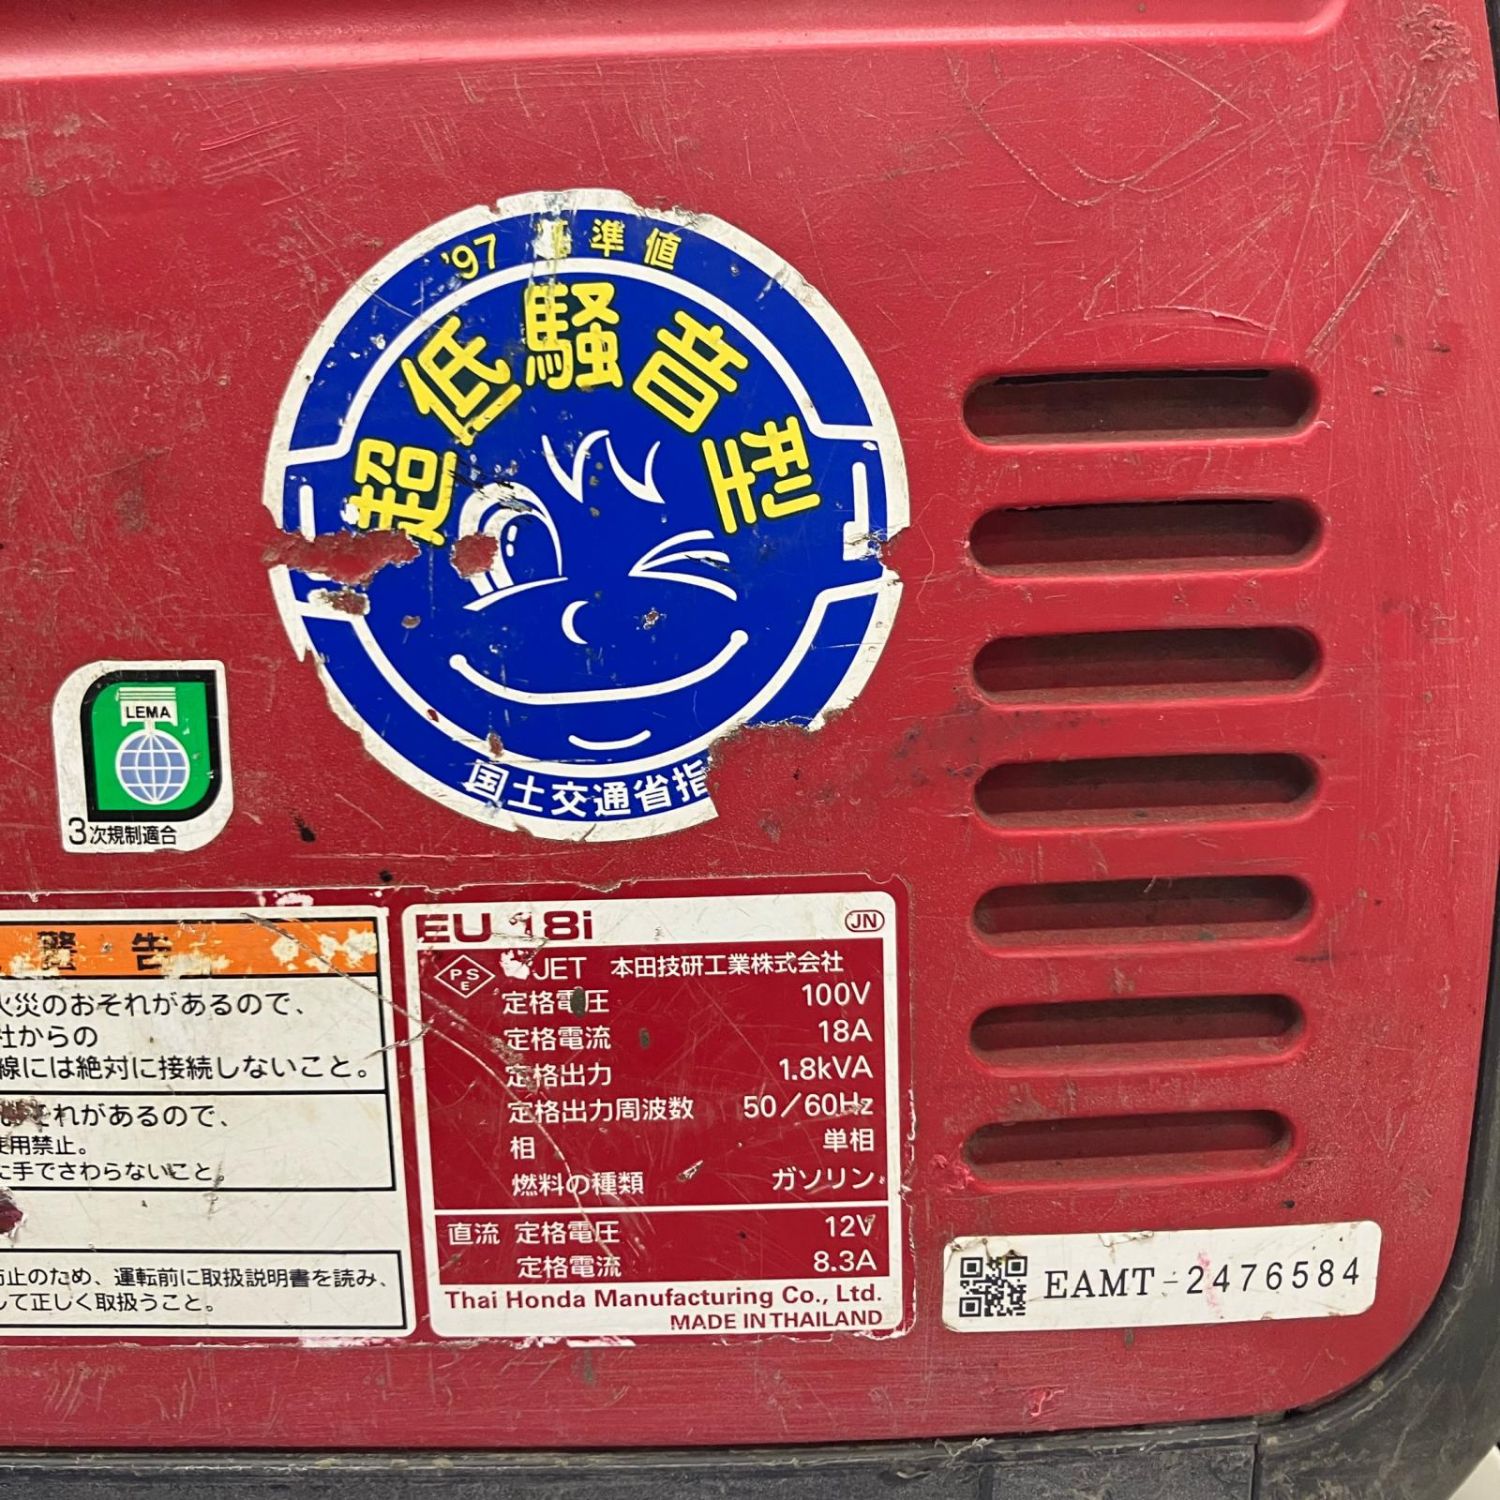 '97 基準値
超低騒音型
国土交通省指
LEMA
3次規制適合
警告
火災のおそれがあるので、
社からの
線には絶対に接続しないこと。
それがあるので、
使用禁止。
に手でさわらないこと。
防止のため、運転前に取扱説明書を読み、
して正しく取扱うこと。
EU 18i JN
PSE JET 本田技研工業株式会社
定格電圧 100V
定格電流 18A
定格出力 1.8kVA
定格出力周波数 50/60Hz
相 単相
燃料の種類 ガソリン
直流 定格電圧 12V
定格電流 8.3A
Thai Honda Manufacturing Co., Ltd.
MADE IN THAILAND
EAMT-2476584